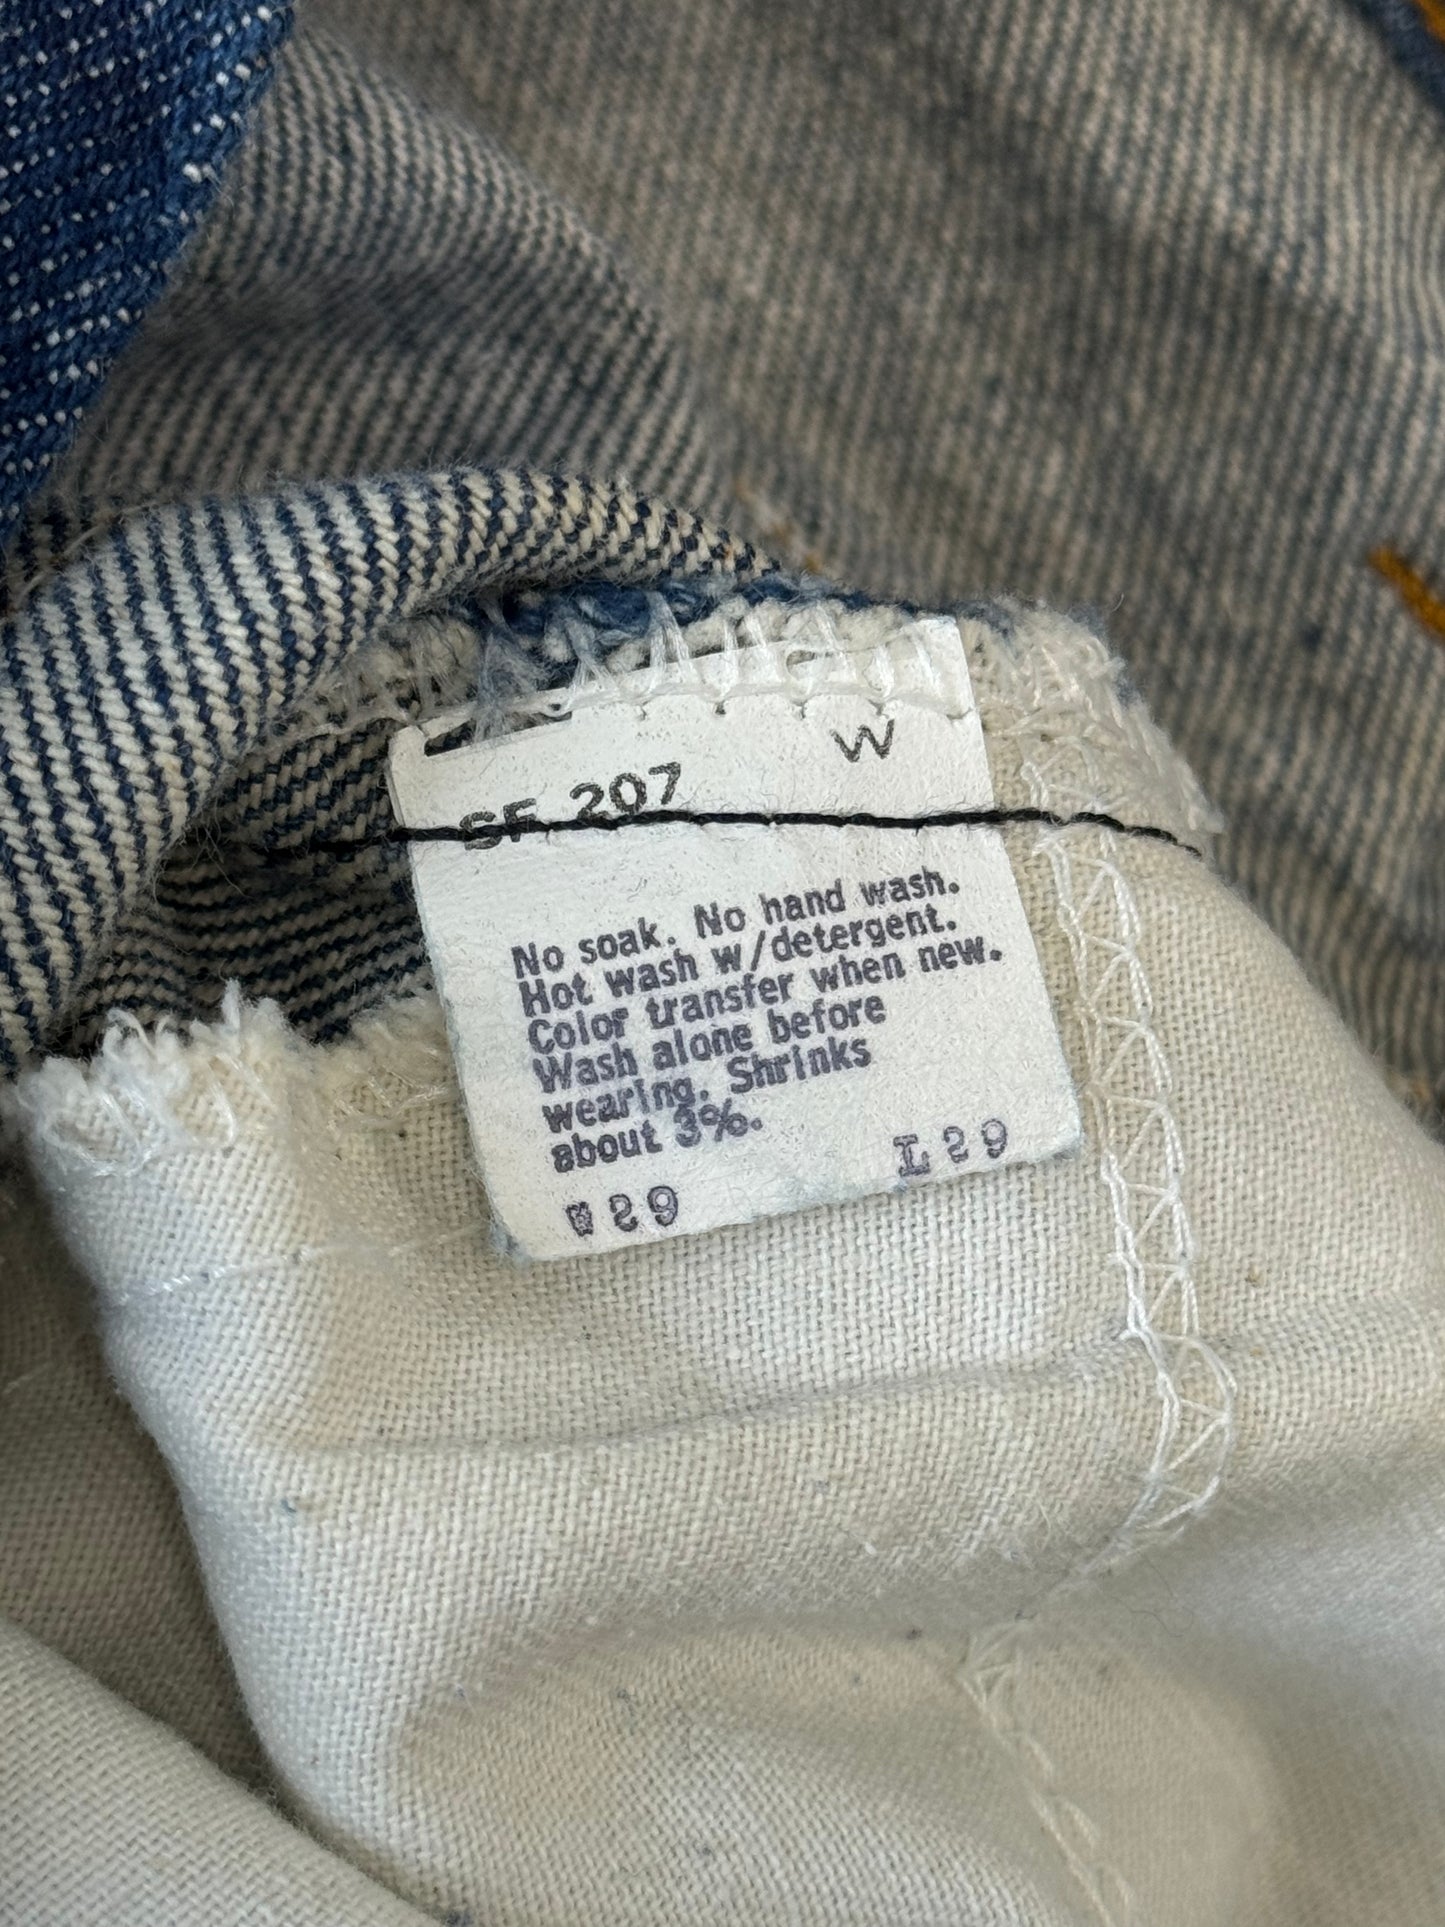 W
SF 207
No soak. No hand wash.
Hot wash w/detergent.
Color transfer when new.
Wash alone before
wearing. Shrinks
about 3%.
W29 L29